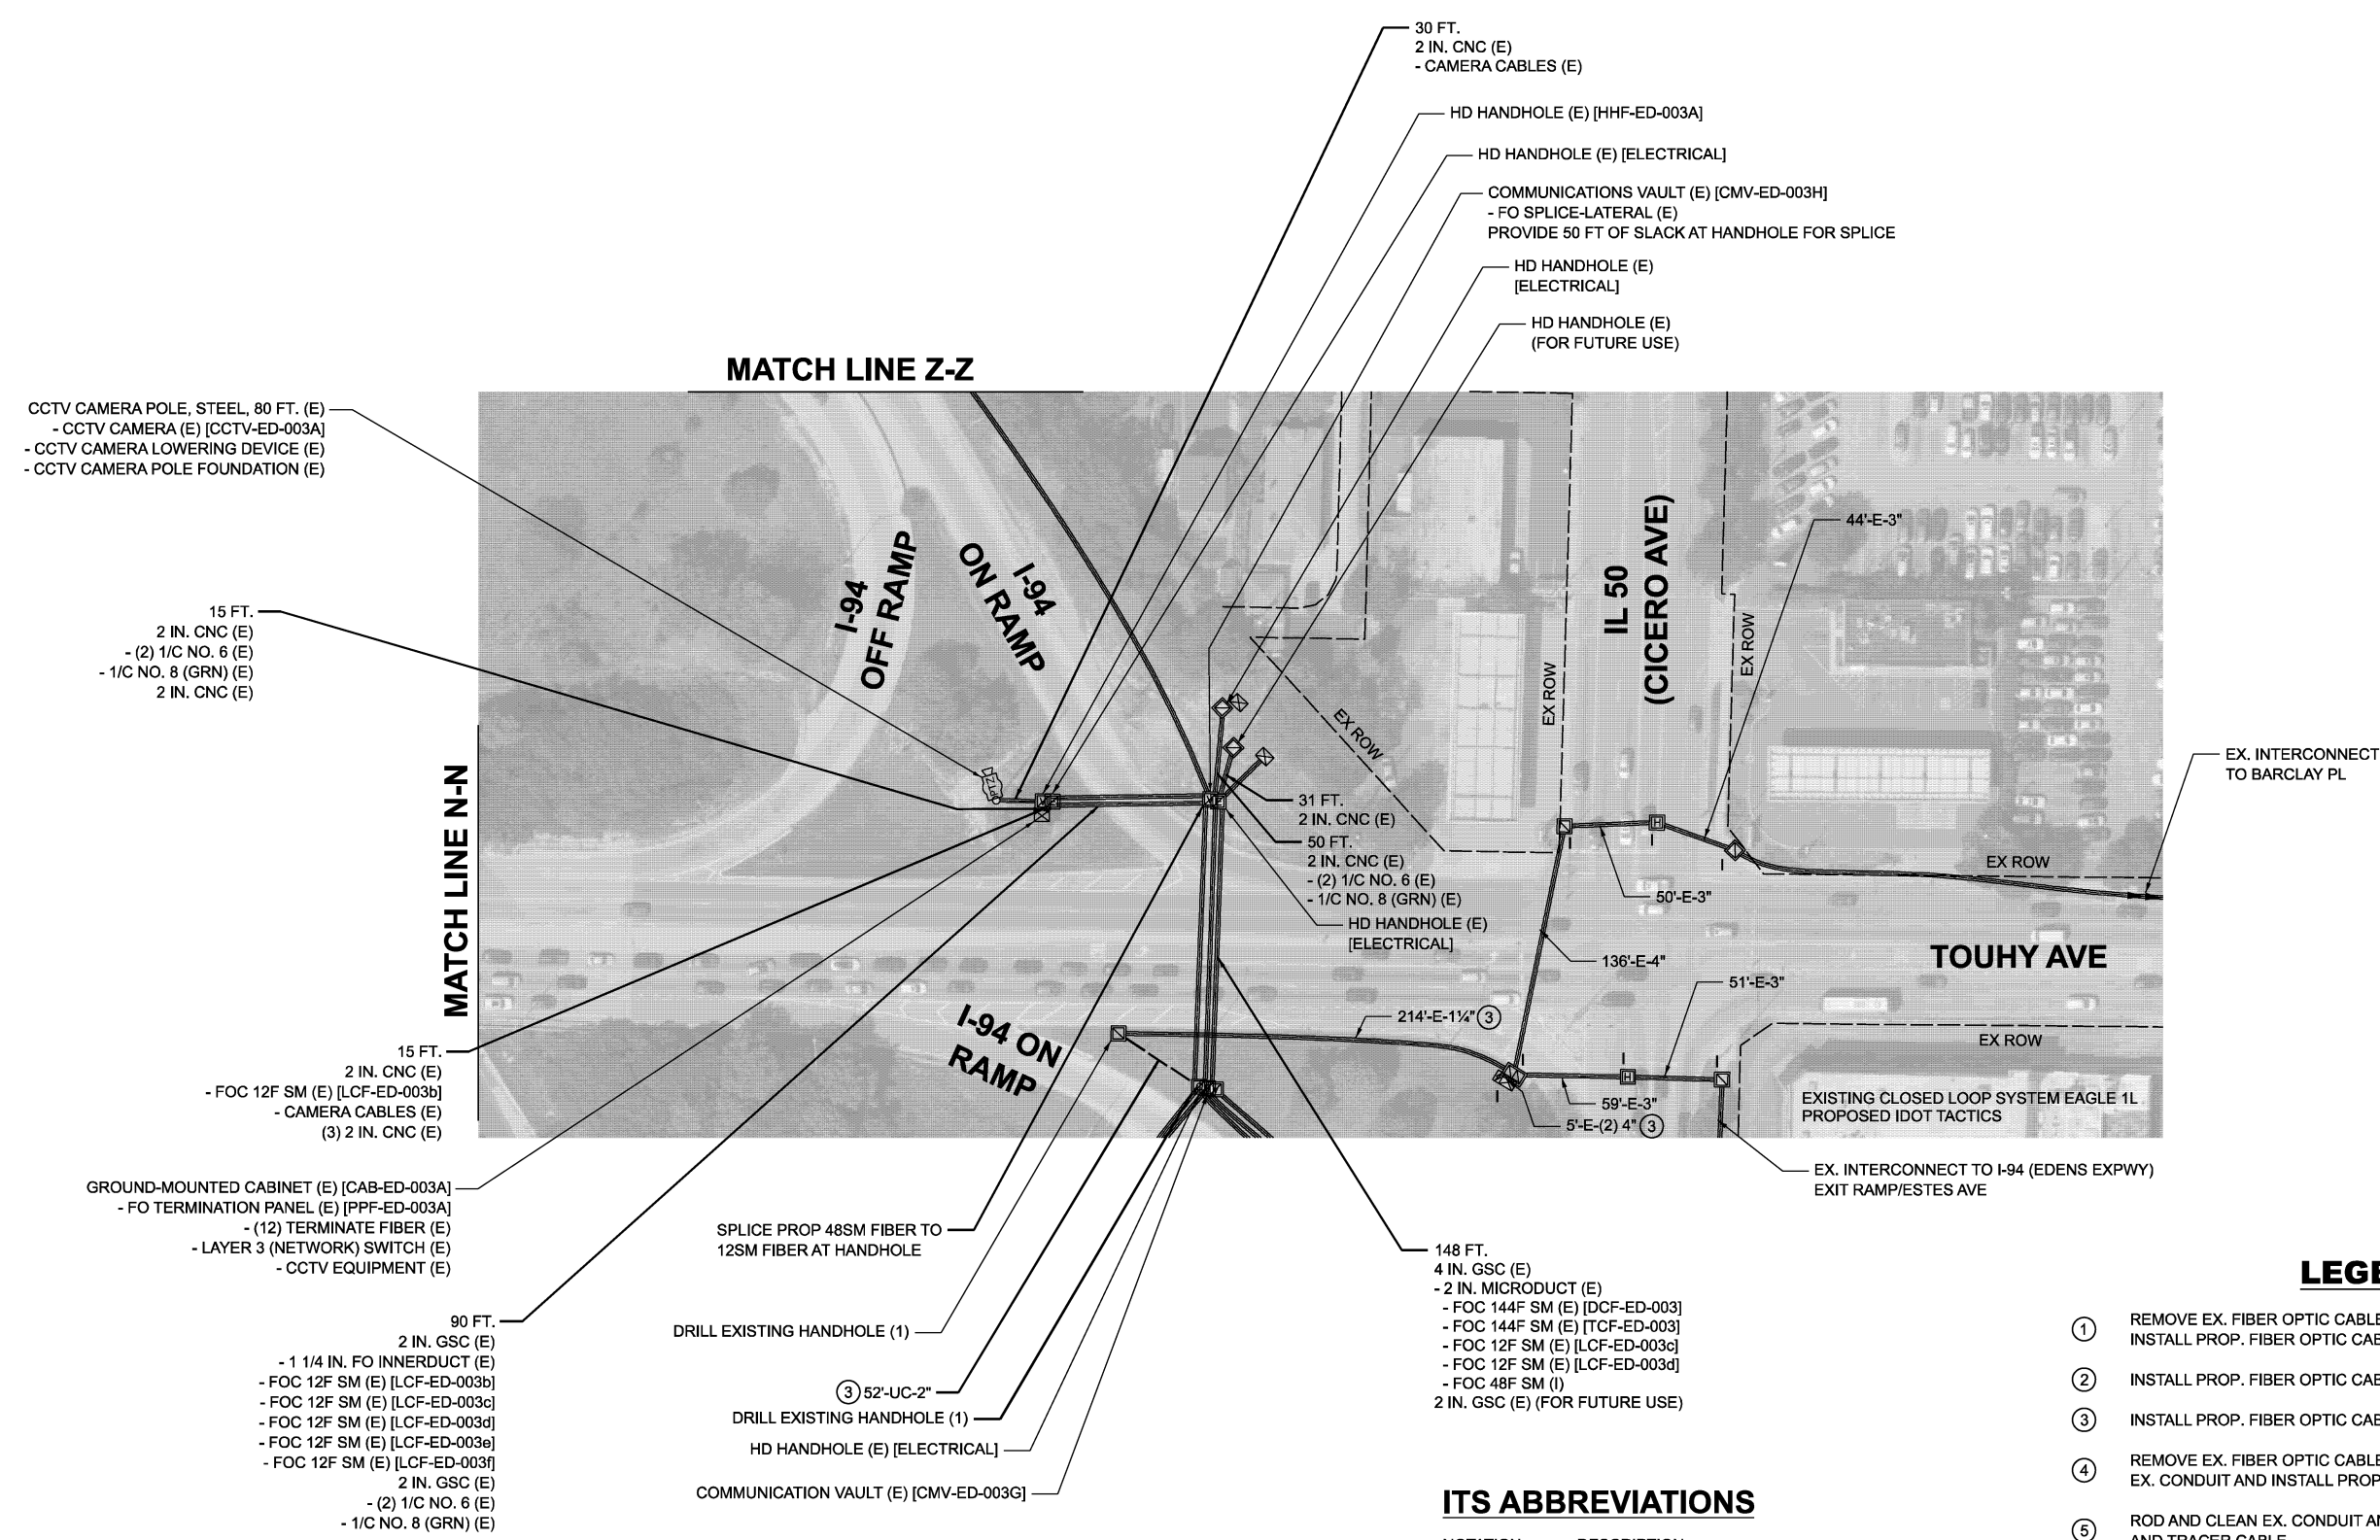 30 FT.
2 IN. CNC (E)
- CAMERA CABLES (E)
HD HANDHOLE (E) [HHF-ED-003A]
HD HANDHOLE (E) [ELECTRICAL]
COMMUNICATIONS VAULT (E) [CMV-ED-003H]
- FO SPLICE-LATERAL (E)
PROVIDE 50 FT OF SLACK AT HANDHOLE FOR SPLICE
HD HANDHOLE (E)
[ELECTRICAL]
HD HANDHOLE (E)
(FOR FUTURE USE)
MATCH LINE Z-Z
CCTV CAMERA POLE, STEEL, 80 FT. (E)
- CCTV CAMERA (E) [CCTV-ED-003A]
- CCTV CAMERA LOWERING DEVICE (E)
- CCTV CAMERA POLE FOUNDATION (E)
15 FT.
2 IN. CNC (E)
- (2) 1/C NO. 6 (E)
- 1/C NO. 8 (GRN) (E)
2 IN. CNC (E)
MATCH LINE N-N
I-94
OFF RAMP
I-94
ON RAMP
PTZ
EX ROW
EX ROW
IL 50
(CICERO AVE)
EX ROW
44'-E-3"
EX. INTERCONNECT
TO BARCLAY PL
31 FT.
2 IN. CNC (E)
50 FT.
2 IN. CNC (E)
- (2) 1/C NO. 6 (E)
- 1/C NO. 8 (GRN) (E)
HD HANDHOLE (E)
[ELECTRICAL]
H
50'-E-3"
EX ROW
136'-E-4"
TOUHY AVE
51'-E-3"
214'-E-1¼" 3
EX ROW
I-94 ON
RAMP
H
59'-E-3"
5'-E-(2) 4" 3
EXISTING CLOSED LOOP SYSTEM EAGLE 1L
PROPOSED IDOT TACTICS
EX. INTERCONNECT TO I-94 (EDENS EXPWY)
EXIT RAMP/ESTES AVE
15 FT.
2 IN. CNC (E)
- FOC 12F SM (E) [LCF-ED-003b]
- CAMERA CABLES (E)
(3) 2 IN. CNC (E)
GROUND-MOUNTED CABINET (E) [CAB-ED-003A]
- FO TERMINATION PANEL (E) [PPF-ED-003A]
- (12) TERMINATE FIBER (E)
- LAYER 3 (NETWORK) SWITCH (E)
- CCTV EQUIPMENT (E)
90 FT.
2 IN. GSC (E)
- 1 1/4 IN. FO INNERDUCT (E)
- FOC 12F SM (E) [LCF-ED-003b]
- FOC 12F SM (E) [LCF-ED-003c]
- FOC 12F SM (E) [LCF-ED-003d]
- FOC 12F SM (E) [LCF-ED-003e]
- FOC 12F SM (E) [LCF-ED-003f]
2 IN. GSC (E)
- (2) 1/C NO. 6 (E)
- 1/C NO. 8 (GRN) (E)
SPLICE PROP 48SM FIBER TO
12SM FIBER AT HANDHOLE
DRILL EXISTING HANDHOLE (1)
3 52'-UC-2"
DRILL EXISTING HANDHOLE (1)
HD HANDHOLE (E) [ELECTRICAL]
COMMUNICATION VAULT (E) [CMV-ED-003G]
148 FT.
4 IN. GSC (E)
- 2 IN. MICRODUCT (E)
- FOC 144F SM (E) [DCF-ED-003]
- FOC 144F SM (E) [TCF-ED-003]
- FOC 12F SM (E) [LCF-ED-003c]
- FOC 12F SM (E) [LCF-ED-003d]
- FOC 48F SM (I)
2 IN. GSC (E) (FOR FUTURE USE)
ITS ABBREVIATIONS
NOTATION DESCRIPTION
LEGE
1 REMOVE EX. FIBER OPTIC CABLE
INSTALL PROP. FIBER OPTIC CAB
2 INSTALL PROP. FIBER OPTIC CAB
3 INSTALL PROP. FIBER OPTIC CAB
4 REMOVE EX. FIBER OPTIC CABLE
EX. CONDUIT AND INSTALL PROP
5 ROD AND CLEAN EX. CONDUIT A
AND TRACER CABLE